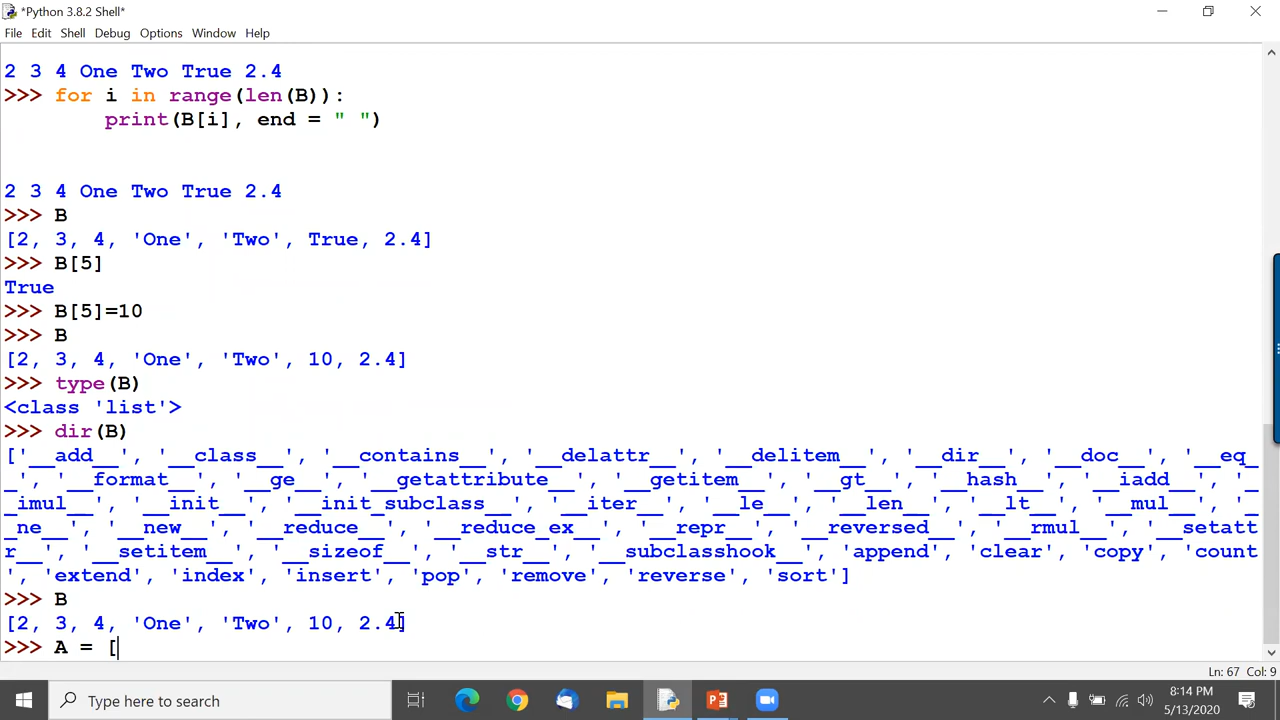 *Python 3.8.2 Shell*
File Edit Shell Debug Options Window Help
2 3 4 One Two True 2.4
>>> for i in range(len(B)):
        print(B[i], end = " ")
2 3 4 One Two True 2.4
>>> B
[2, 3, 4, 'One', 'Two', True, 2.4]
>>> B[5]
True
>>> B[5]=10
>>> B
[2, 3, 4, 'One', 'Two', 10, 2.4]
>>> type(B)
<class 'list'>
>>> dir(B)
['__add__', '__class__', '__contains__', '__delattr__', '__delitem__', '__dir__', '__doc__', '__eq_
_', '__format__', '__ge__', '__getattribute__', '__getitem__', '__gt__', '__hash__', '__iadd__', '_
_imul__', '__init__', '__init_subclass__', '__iter__', '__le__', '__len__', '__lt__', '__mul__', '_
_ne__', '__new__', '__reduce__', '__reduce_ex__', '__repr__', '__reversed__', '__rmul__', '__setatt
r__', '__setitem__', '__sizeof__', '__str__', '__subclasshook__', 'append', 'clear', 'copy', 'count
', 'extend', 'index', 'insert', 'pop', 'remove', 'reverse', 'sort']
>>> B
[2, 3, 4, 'One', 'Two', 10, 2.4]
>>> A = [
Ln: 67 Col: 9
Type here to search
8:14 PM
5/13/2020